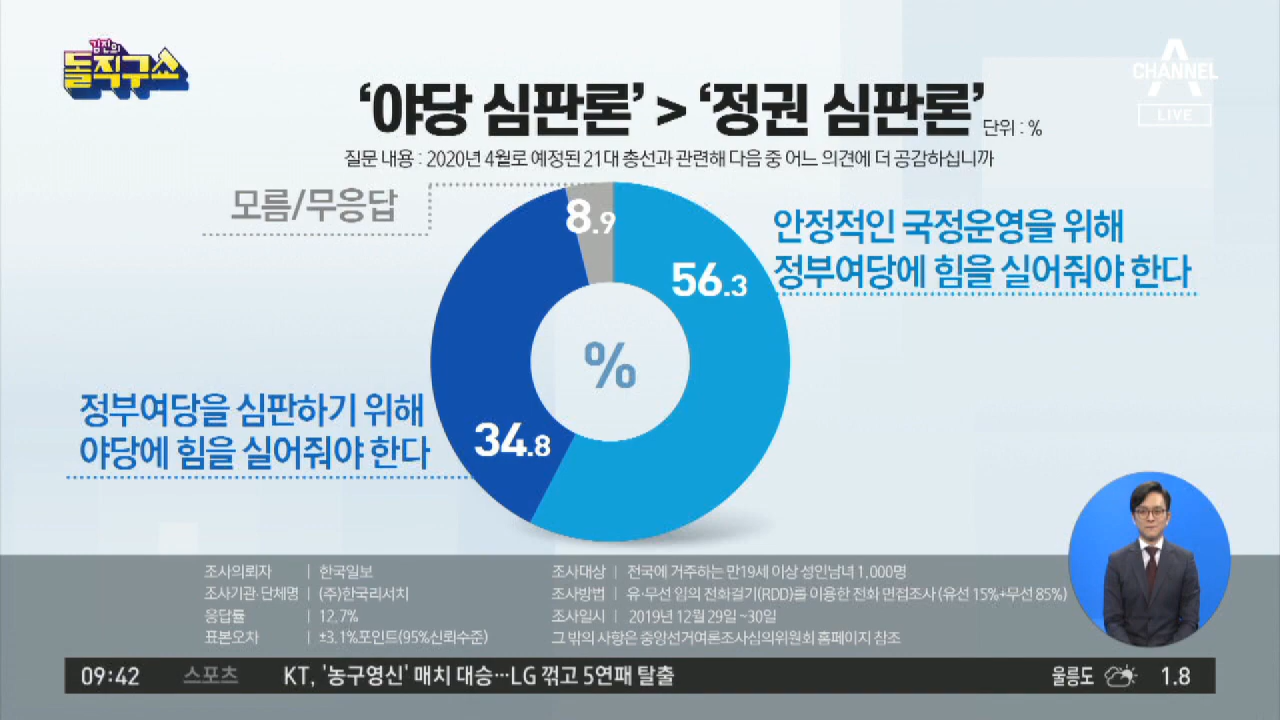 김진의
돌직구쇼
CHANNEL A
LIVE
‘야당 심판론’ > ‘정권 심판론’
단위 : %
질문 내용 : 2020년 4월로 예정된 21대 총선과 관련해 다음 중 어느 의견에 더 공감하십니까
모름/무응답
8.9
안정적인 국정운영을 위해
정부여당에 힘을 실어줘야 한다
56.3
%
정부여당을 심판하기 위해
야당에 힘을 실어줘야 한다
34.8
조사의뢰자 | 한국일보
조사기관·단체명 | (주)한국리서치
응답률 | 12.7%
표본오차 | ±3.1%포인트(95%신뢰수준)
조사대상 | 전국에 거주하는 만19세 이상 성인남녀 1,000명
조사방법 | 유·무선 임의 전화걸기(RDD)를 이용한 전화 면접조사 (유선 15%+무선 85%)
조사일시 | 2019년 12월 29일 ~30일
그 밖의 사항은 중앙선거여론조사심의위원회 홈페이지 참조
09:42 스포츠 KT, '농구영신' 매치 대승…LG 꺾고 5연패 탈출 울릉도 1.8